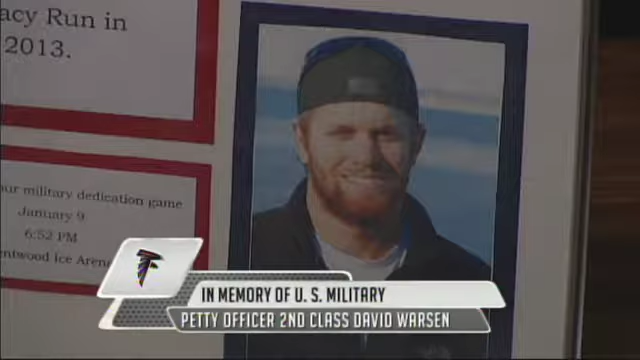 acy Run in
2013.
ur military dedication game
January 9
6:52 PM
entwood Ice Arena
IN MEMORY OF U. S. MILITARY
PETTY OFFICER 2ND CLASS DAVID WARSEN